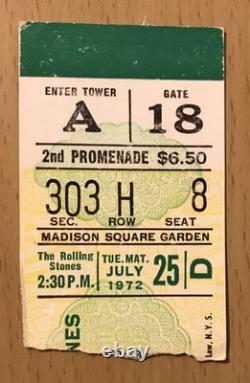 ENTER TOWER GATE
A 18
2nd PROMENADE $6.50
303 H 8
SEC. ROW SEAT
MADISON SQUARE GARDEN
The Rolling Stones TUE. MAT. JULY 25 D
2:30 P.M. 1972
NES
Law, N.Y.S.